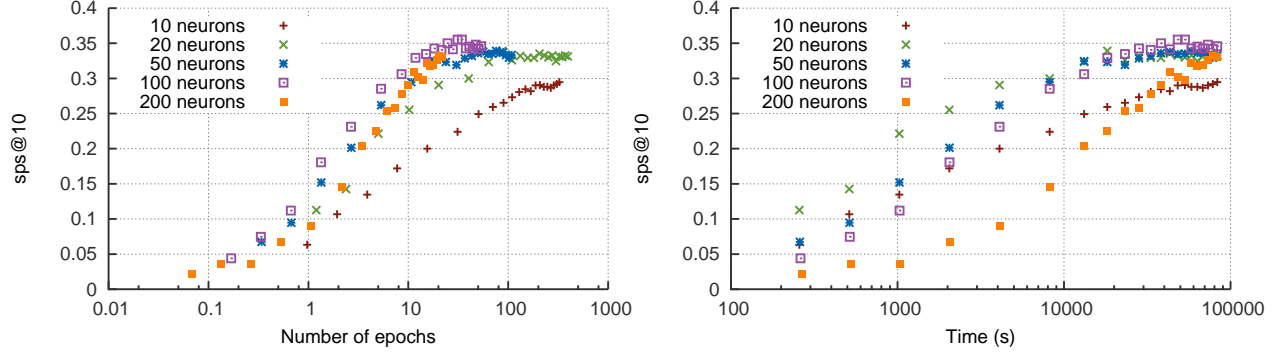 sps@10
0.4
0.35
0.3
0.25
0.2
0.15
0.1
0.05
0
10 neurons
20 neurons
50 neurons
100 neurons
200 neurons
0.01
0.1
1
10
100
1000
Number of epochs
sps@10
0.4
0.35
0.3
0.25
0.2
0.15
0.1
0.05
0
10 neurons
20 neurons
50 neurons
100 neurons
200 neurons
100
1000
10000
100000
Time (s)